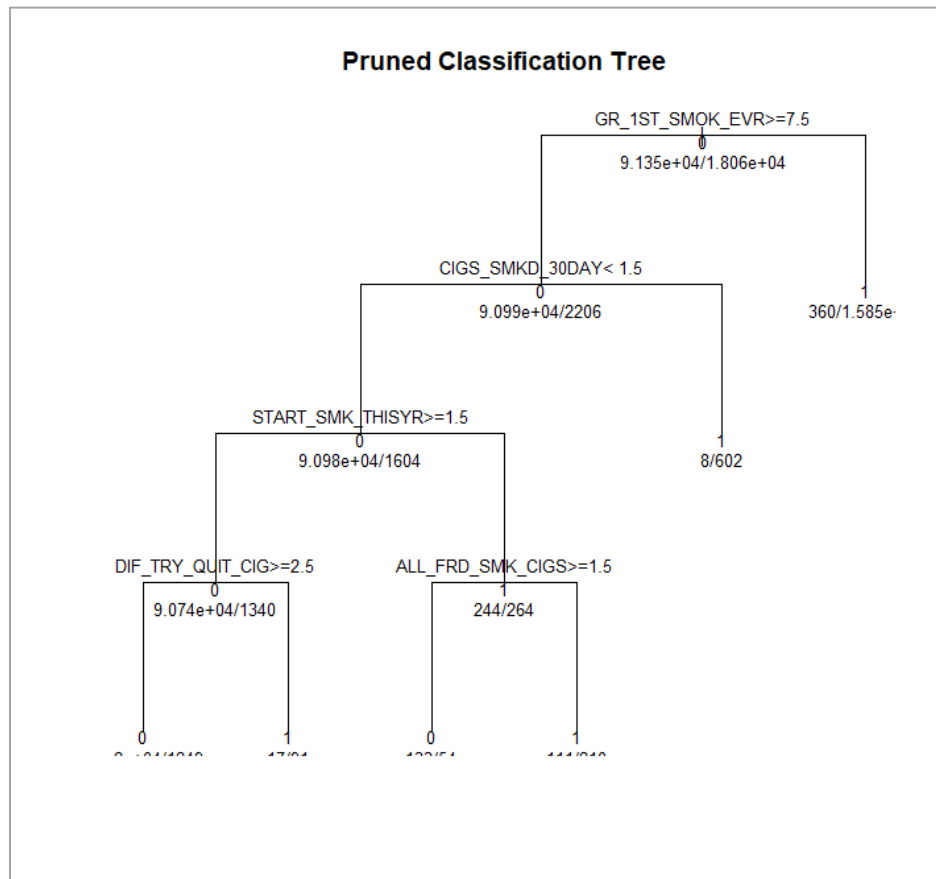 Pruned Classification Tree
GR_1ST_SMOK_EVR>=7.5
0
9.135e+04/1.806e+04
CIGS_SMKD_30DAY< 1.5
0
9.099e+04/2206
1
360/1.585e-
START_SMK_THISYR>=1.5
0
9.098e+04/1604
1
8/602
DIF_TRY_QUIT_CIG>=2.5
0
9.074e+04/1340
ALL_FRD_SMK_CIGS>=1.5
1
244/264
0
1
0
1